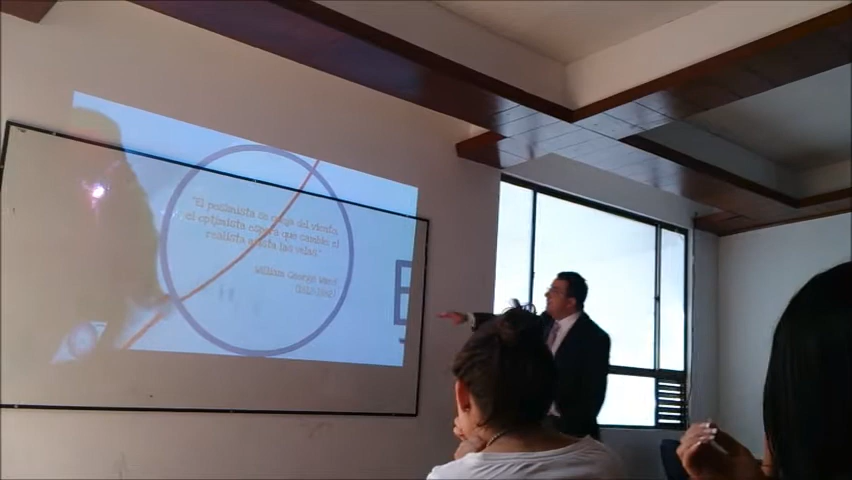 "El pesimista se queja del viento,
el optimista espera que cambie el
realista ajusta las velas"
William George Ward
E